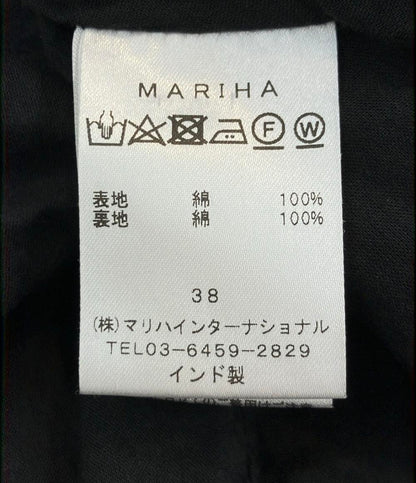 MARIHA
F W
表地 綿 100%
裏地 綿 100%
38
(株)マリハインターナショナル
TEL03-6459-2829
インド製